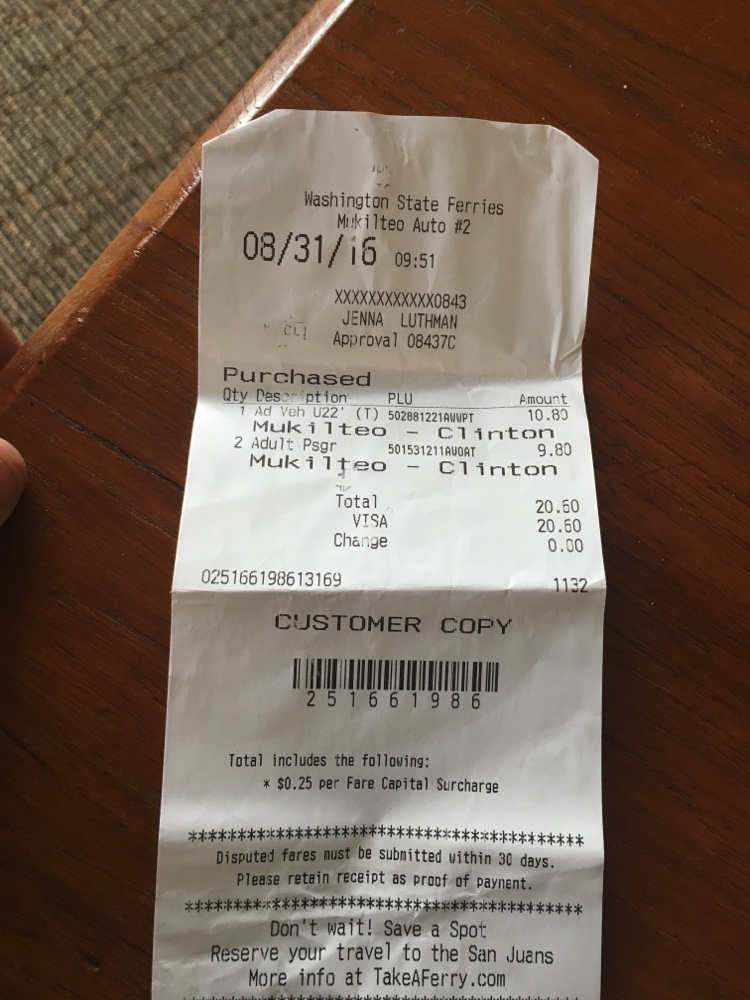 Washington State Ferries
Mukilteo Auto #2
08/31/16 09:51
XXXXXXXXXXXX0843
JENNA LUTHMAN
Approval 08437C
Purchased
Qty Description PLU Amount
1 Ad Veh U22' (T) 502881221AWWPT 10.80
Mukilteo - Clinton
2 Adult Psgr 501531211AWOAT 9.80
Mukilteo - Clinton
Total 20.60
VISA 20.60
Change 0.00
025166198613169 1132
CUSTOMER COPY
251661986
Total includes the following:
* $0.25 per Fare Capital Surcharge
******************************************
Disputed fares must be submitted within 30 days.
Please retain receipt as proof of payment.
******************************************
Don't wait! Save a Spot
Reserve your travel to the San Juans
More info at TakeAFerry.com